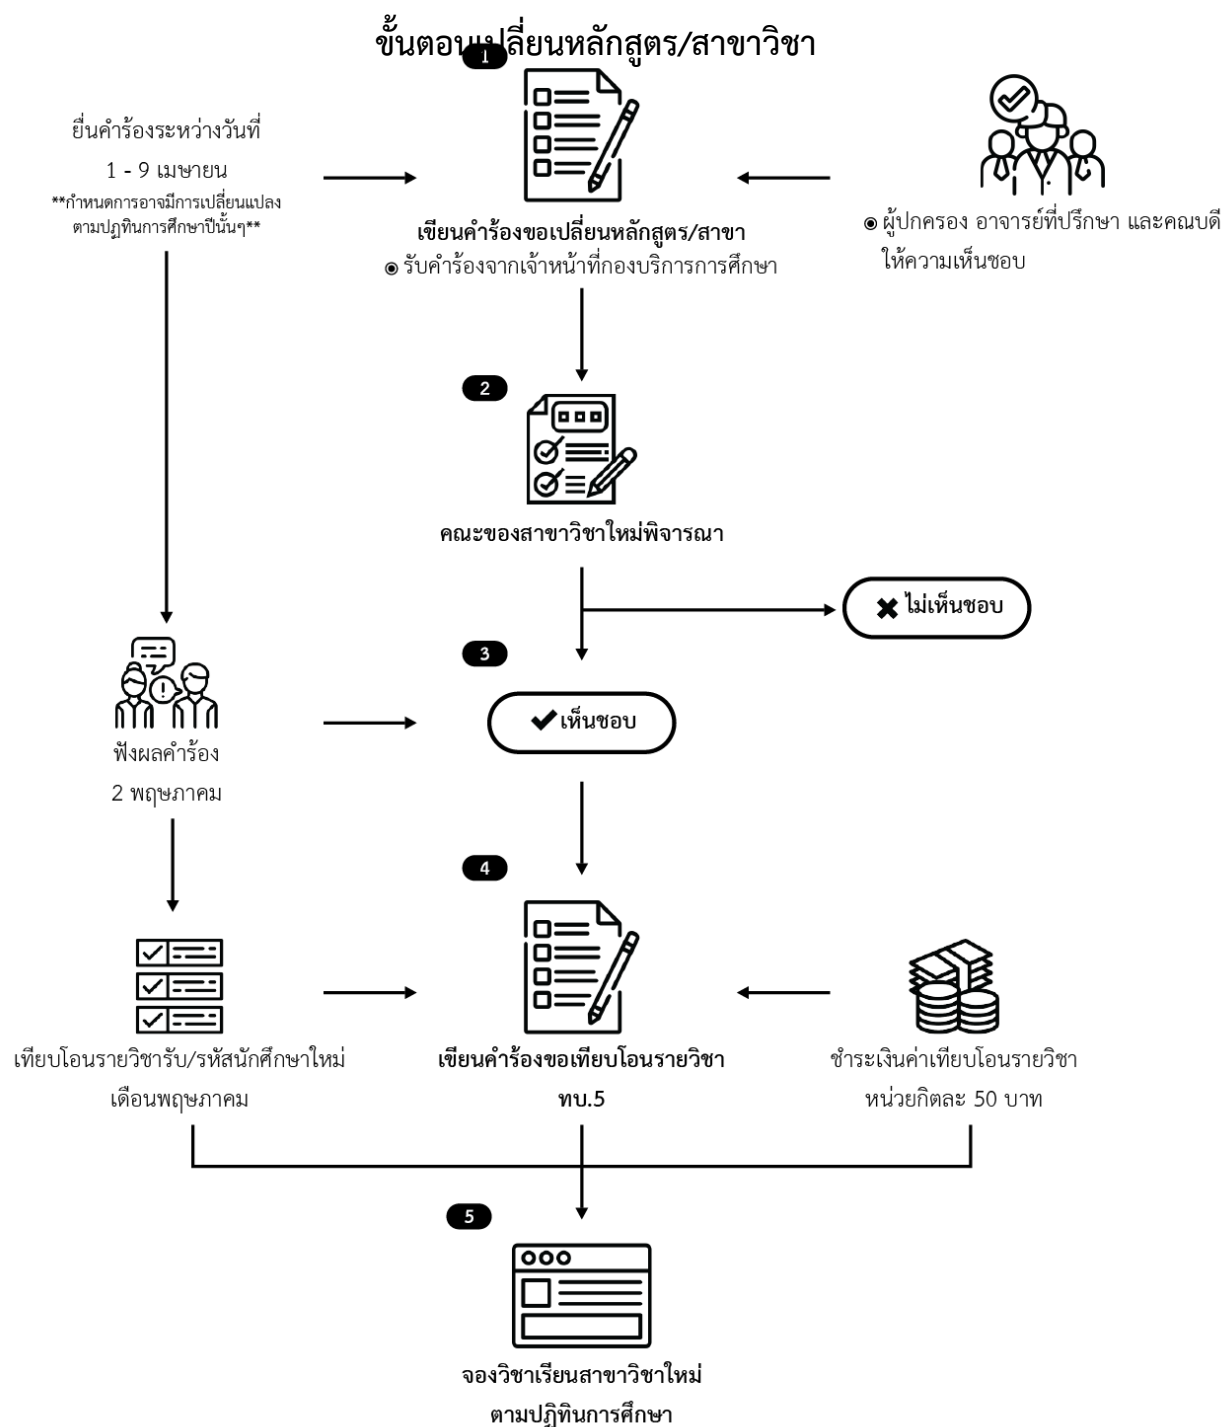 ขั้นตอนเปลี่ยนหลักสูตร/สาขาวิชา
1
ยื่นคำร้องระหว่างวันที่
1 - 9 เมษายน
**กำหนดการอาจมีการเปลี่ยนแปลง
ตามปฏทินการศึกษาปีนั้นๆ**
เขียนคำร้องขอเปลี่ยนหลักสูตร/สาขา
◉ รับคำร้องจากเจ้าหน้าที่กองบริการการศึกษา
◉ ผู้ปกครอง อาจารย์ที่ปรึกษา และคณบดี
ให้ความเห็นชอบ
2
คณะของสาขาวิชาใหม่พิจารณา
✖ ไม่เห็นชอบ
3
✔ เห็นชอบ
ฟังผลคำร้อง
2 พฤษภาคม
4
เทียบโอนรายวิชารับ/รหัสนักศึกษาใหม่
เดือนพฤษภาคม
เขียนคำร้องขอเทียบโอนรายวิชา
ทบ.5
ชำระเงินค่าเทียบโอนรายวิชา
หน่วยกิตละ 50 บาท
5
จองวิชาเรียนสาขาวิชาใหม่
ตามปฏิทินการศึกษา